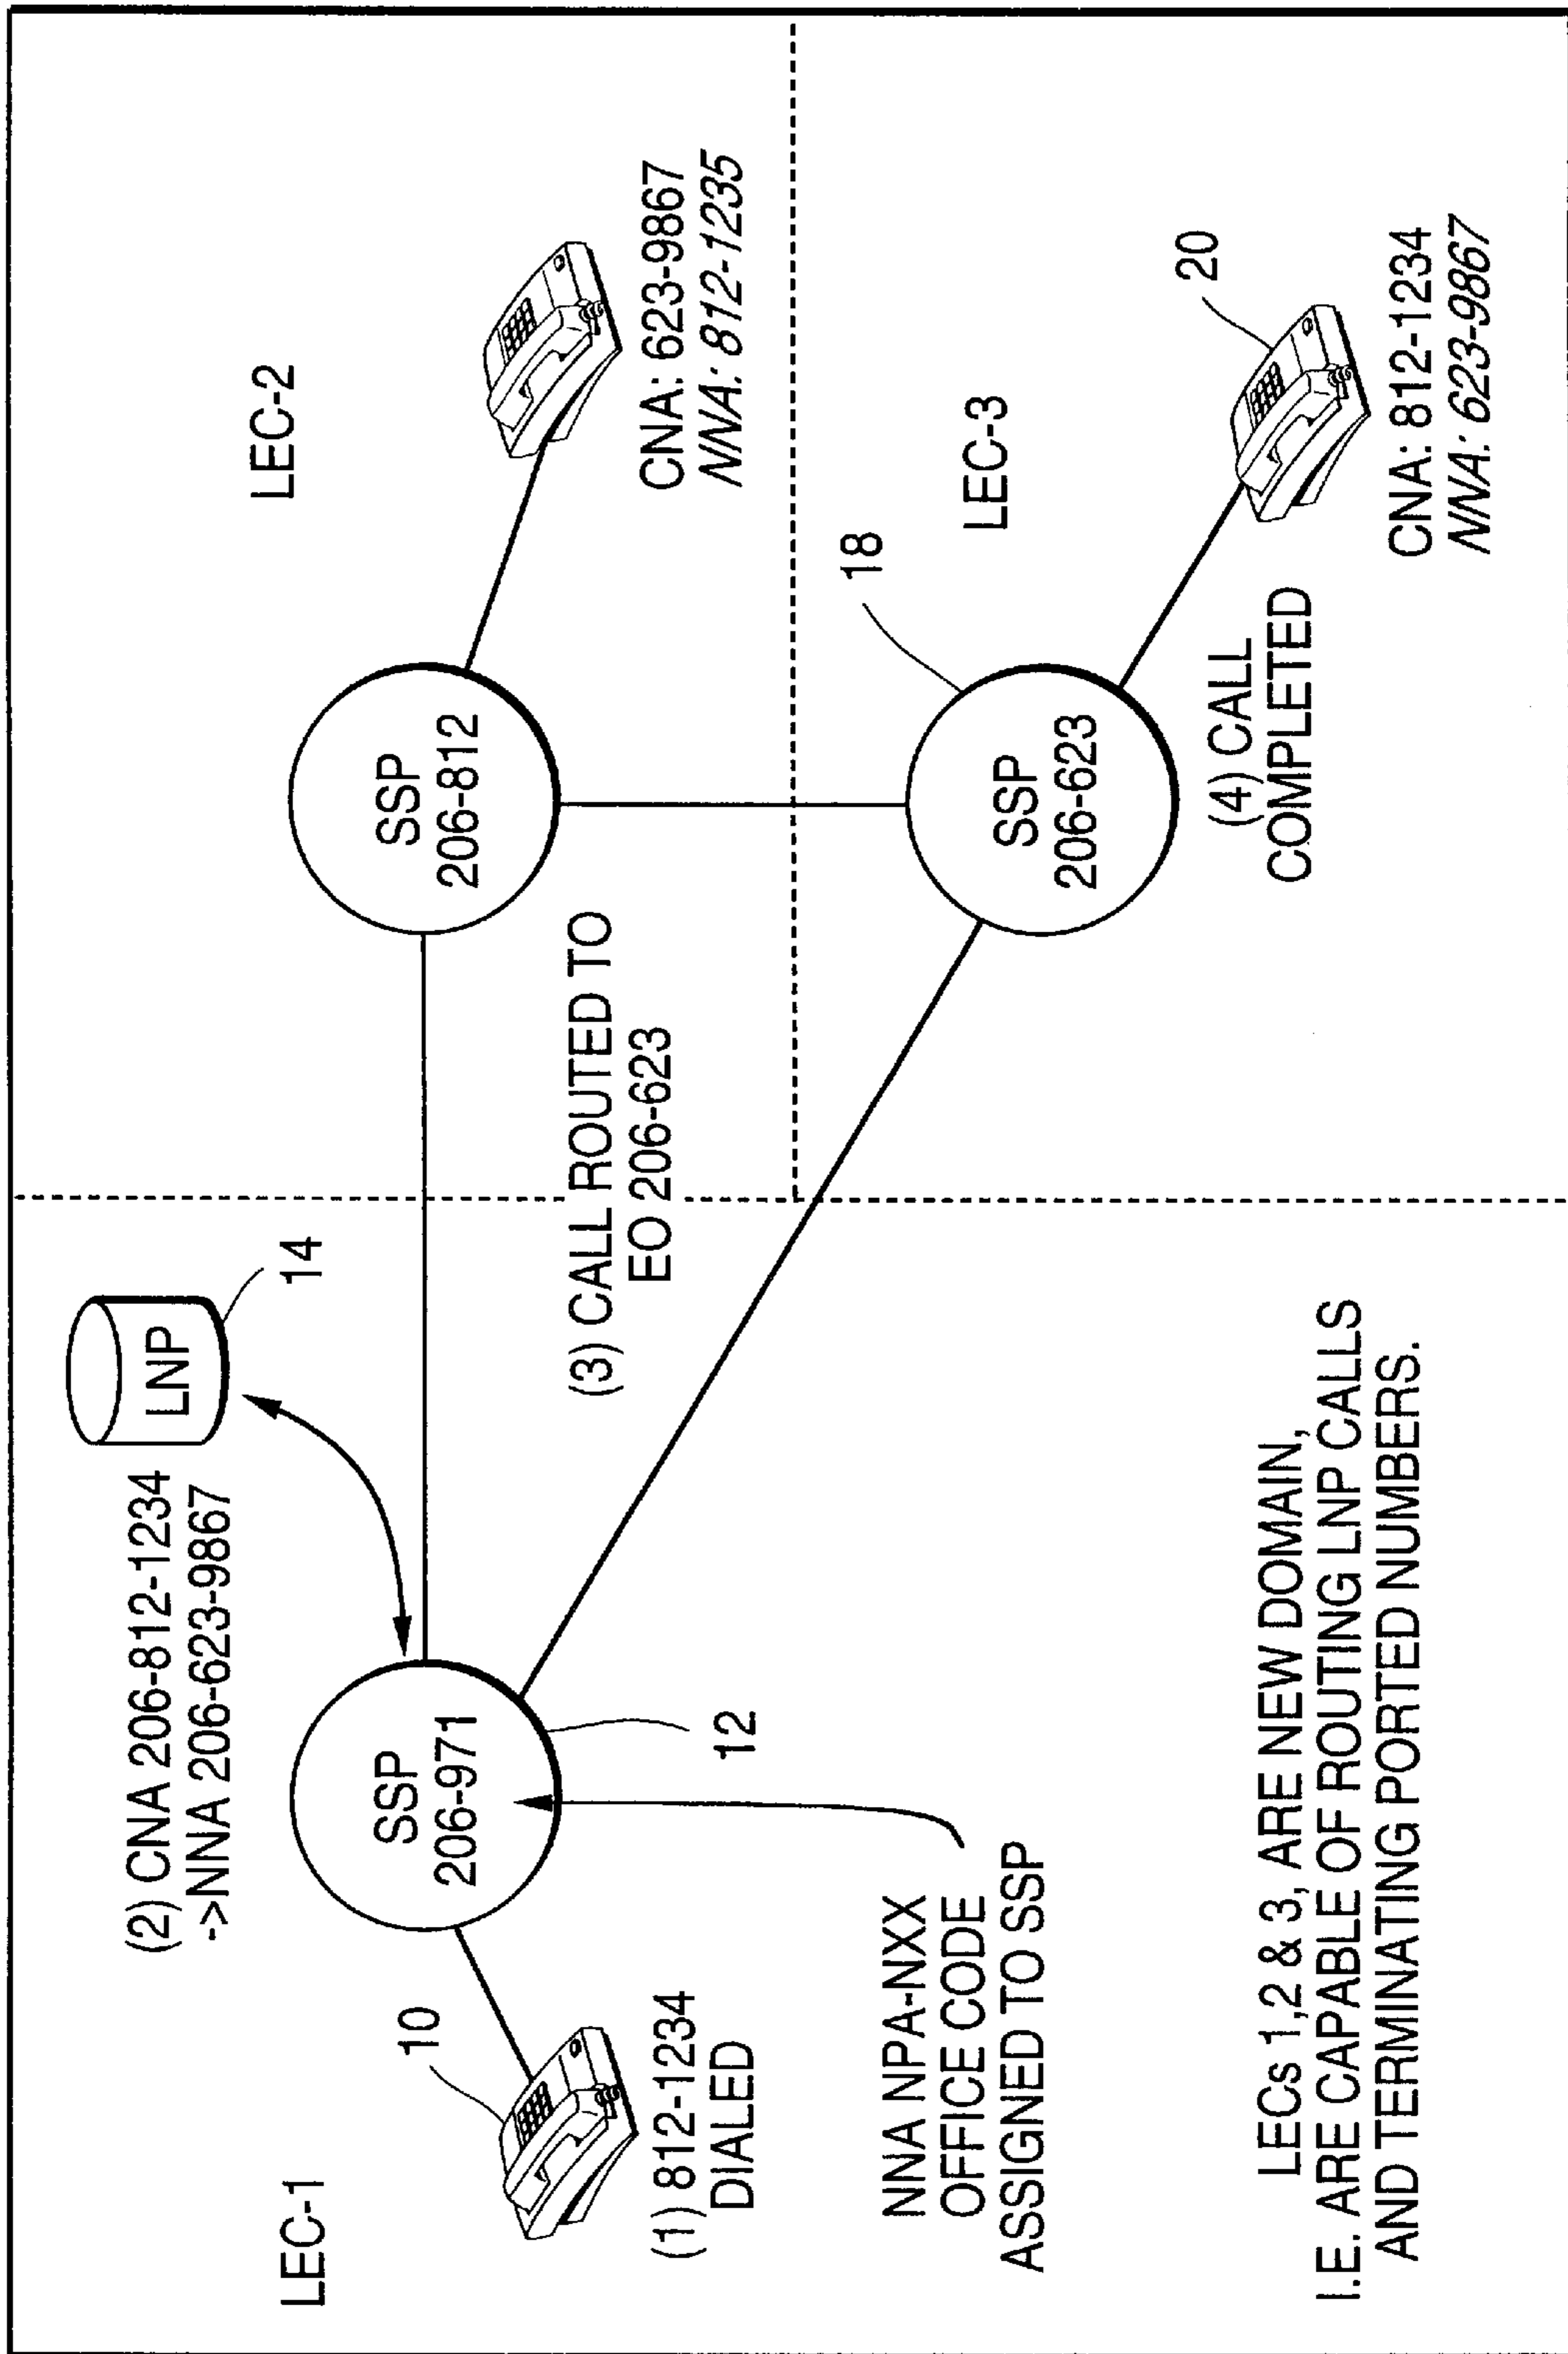 LEC-1
10
(1) 812-1234
DIALED
(2) CNA 206-812-1234
->NNA 206-623-9867
LNP
14
SSP
206-971
12
NNA NPA-NXX
OFFICE CODE
ASSIGNED TO SSP
LECs 1,2 & 3, ARE NEW DOMAIN,
I.E. ARE CAPABLE OF ROUTING LNP CALLS
AND TERMINATING PORTED NUMBERS.
(3) CALL ROUTED TO
EO 206-623
LEC-2
SSP
206-812
CNA: 623-9867
NNA: 812-1235
LEC-3
18
SSP
206-623
(4) CALL
COMPLETED
20
CNA: 812-1234
NNA: 623-9867